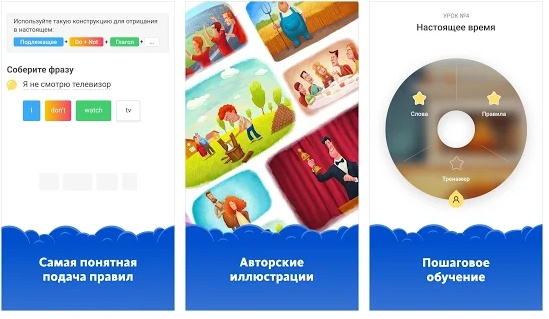 Используйте такую конструкцию для отрицания
в настоящем:
Подлежащее + Do + Not + Глагол + ...
Соберите фразу
Я не смотрю телевизор
I don't watch tv
Самая понятная
подача правил
Авторские
иллюстрации
УРОК №4
Настоящее время
Слова
Правила
Тренажер
Пошаговое
обучение